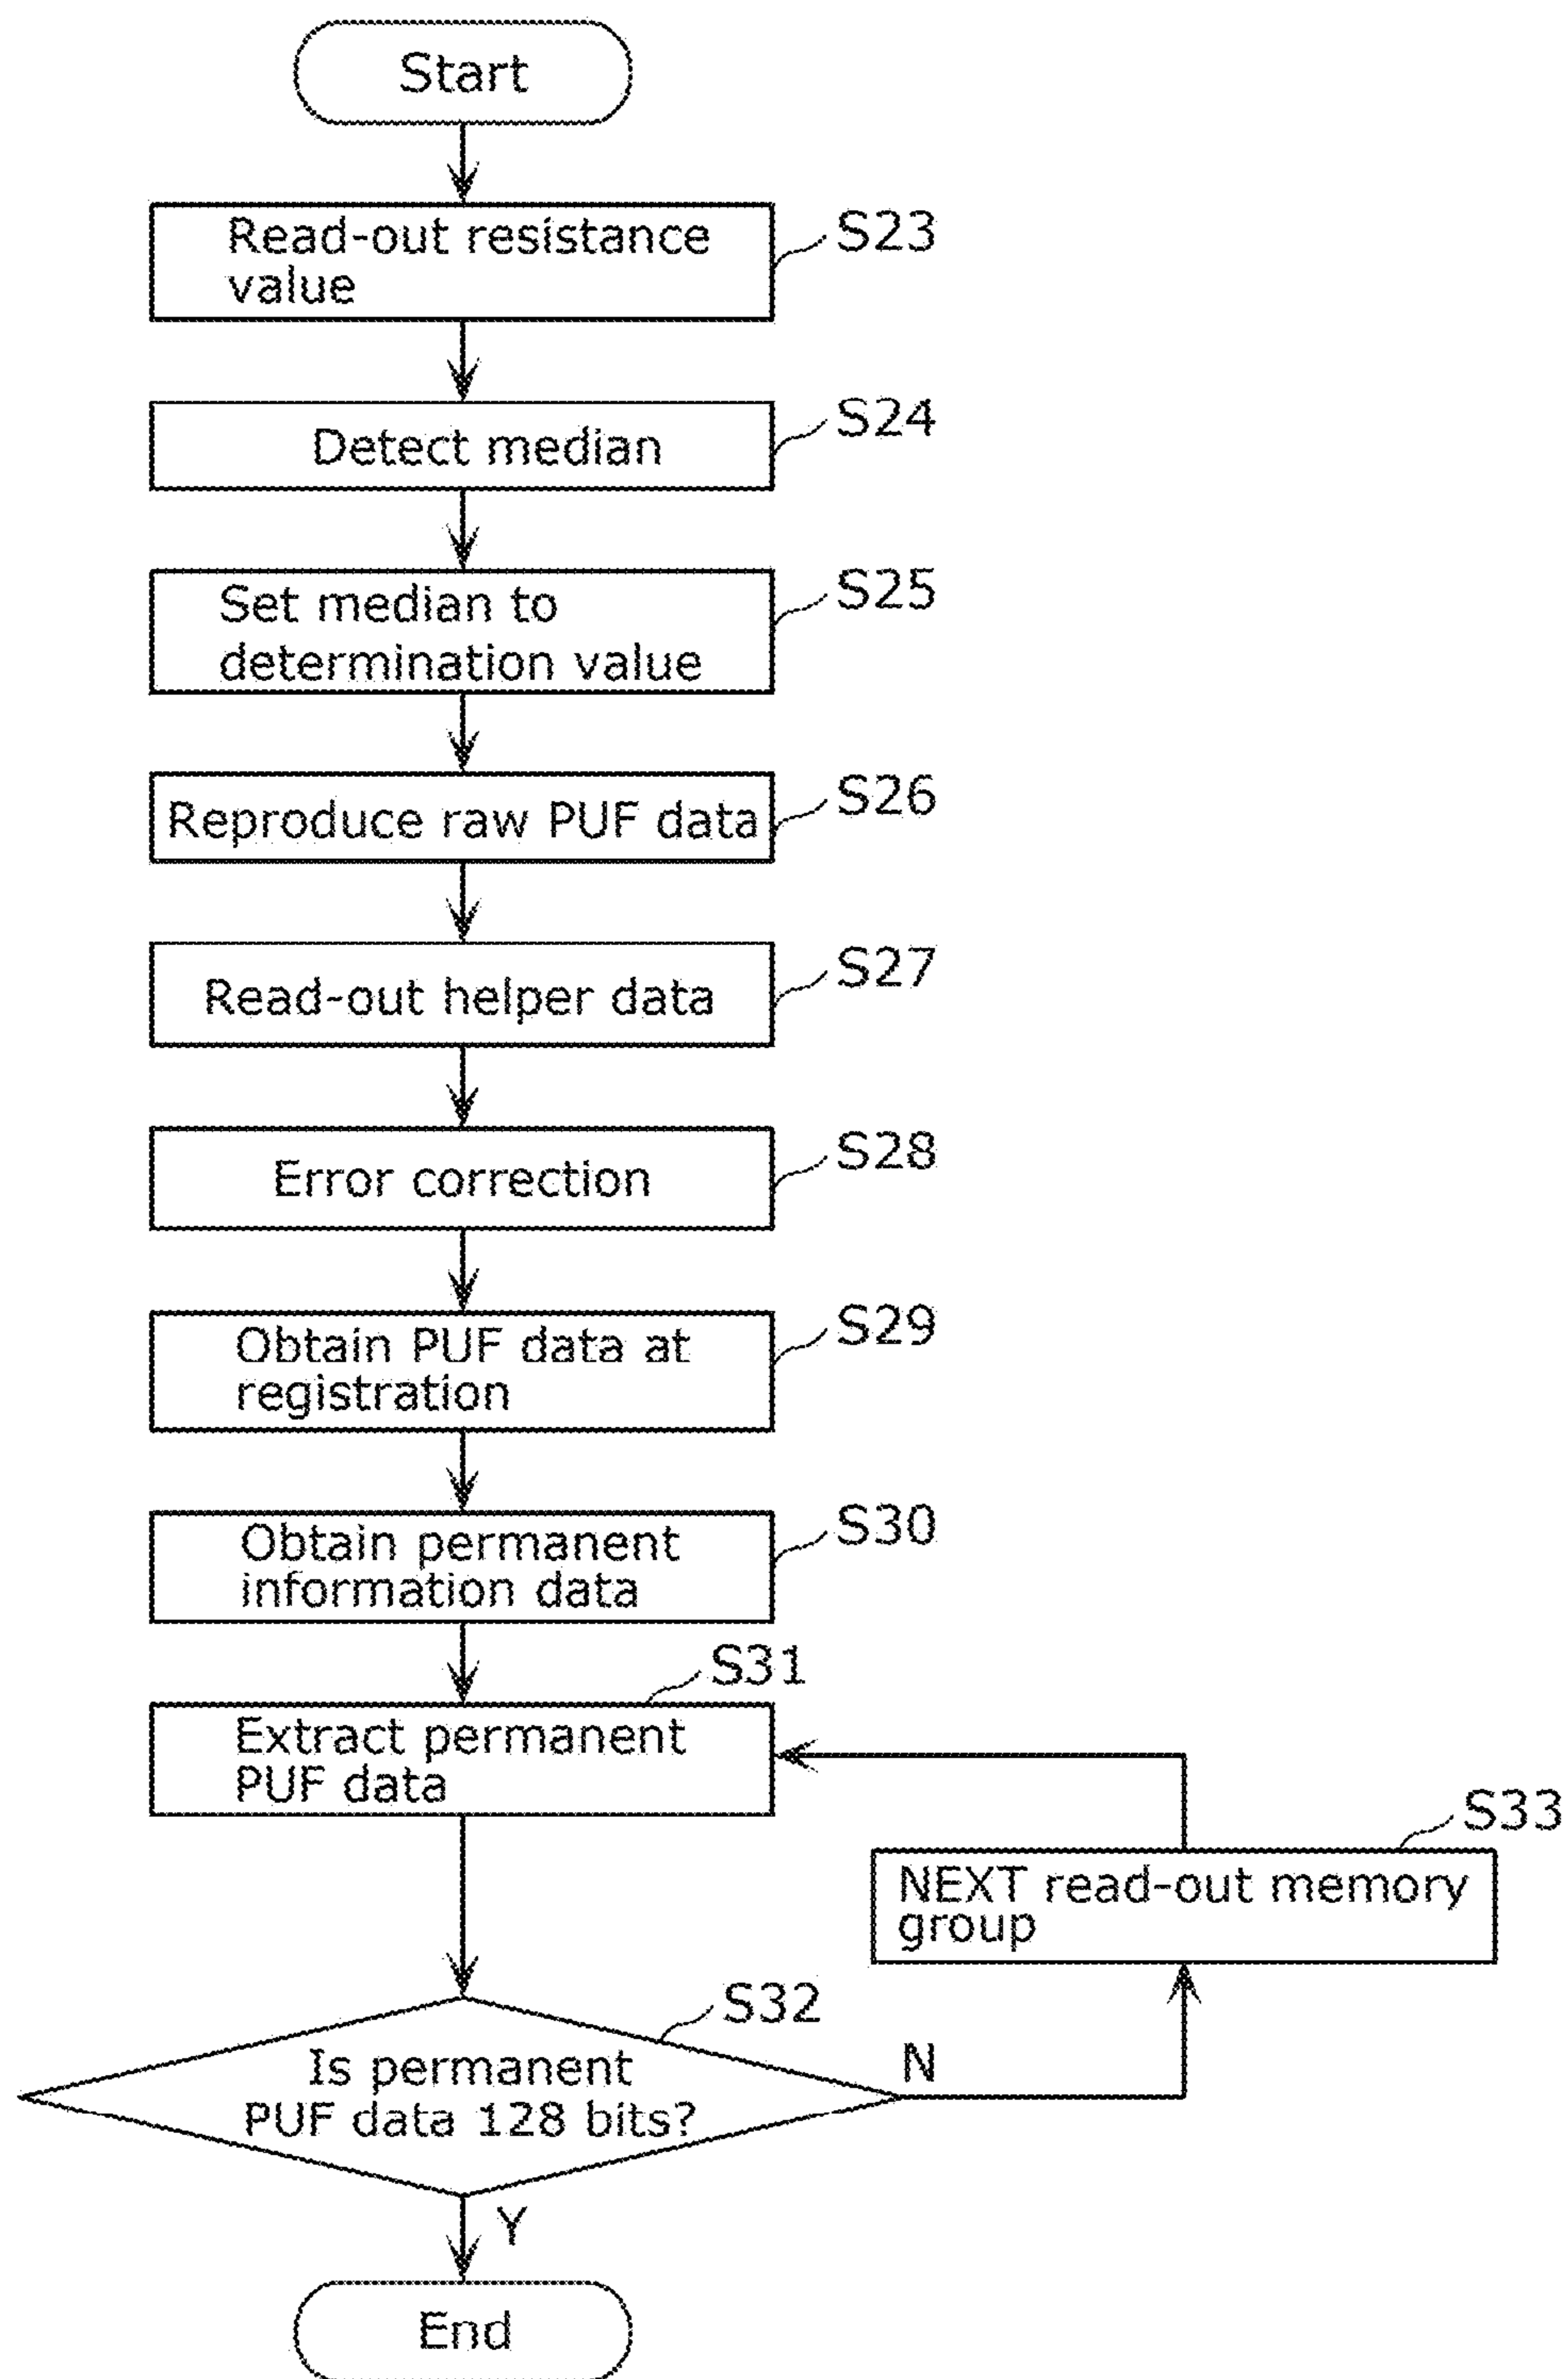 Start
Read-out resistance
value
S23
Detect median
S24
Set median to
determination value
S25
Reproduce raw PUF data
S26
Read-out helper data
S27
Error correction
S28
Obtain PUF data at
registration
S29
Obtain permanent
information data
S30
S31
Extract permanent
PUF data
S33
NEXT read-out memory
group
S32
Is permanent
PUF data 128 bits?
N
Y
End